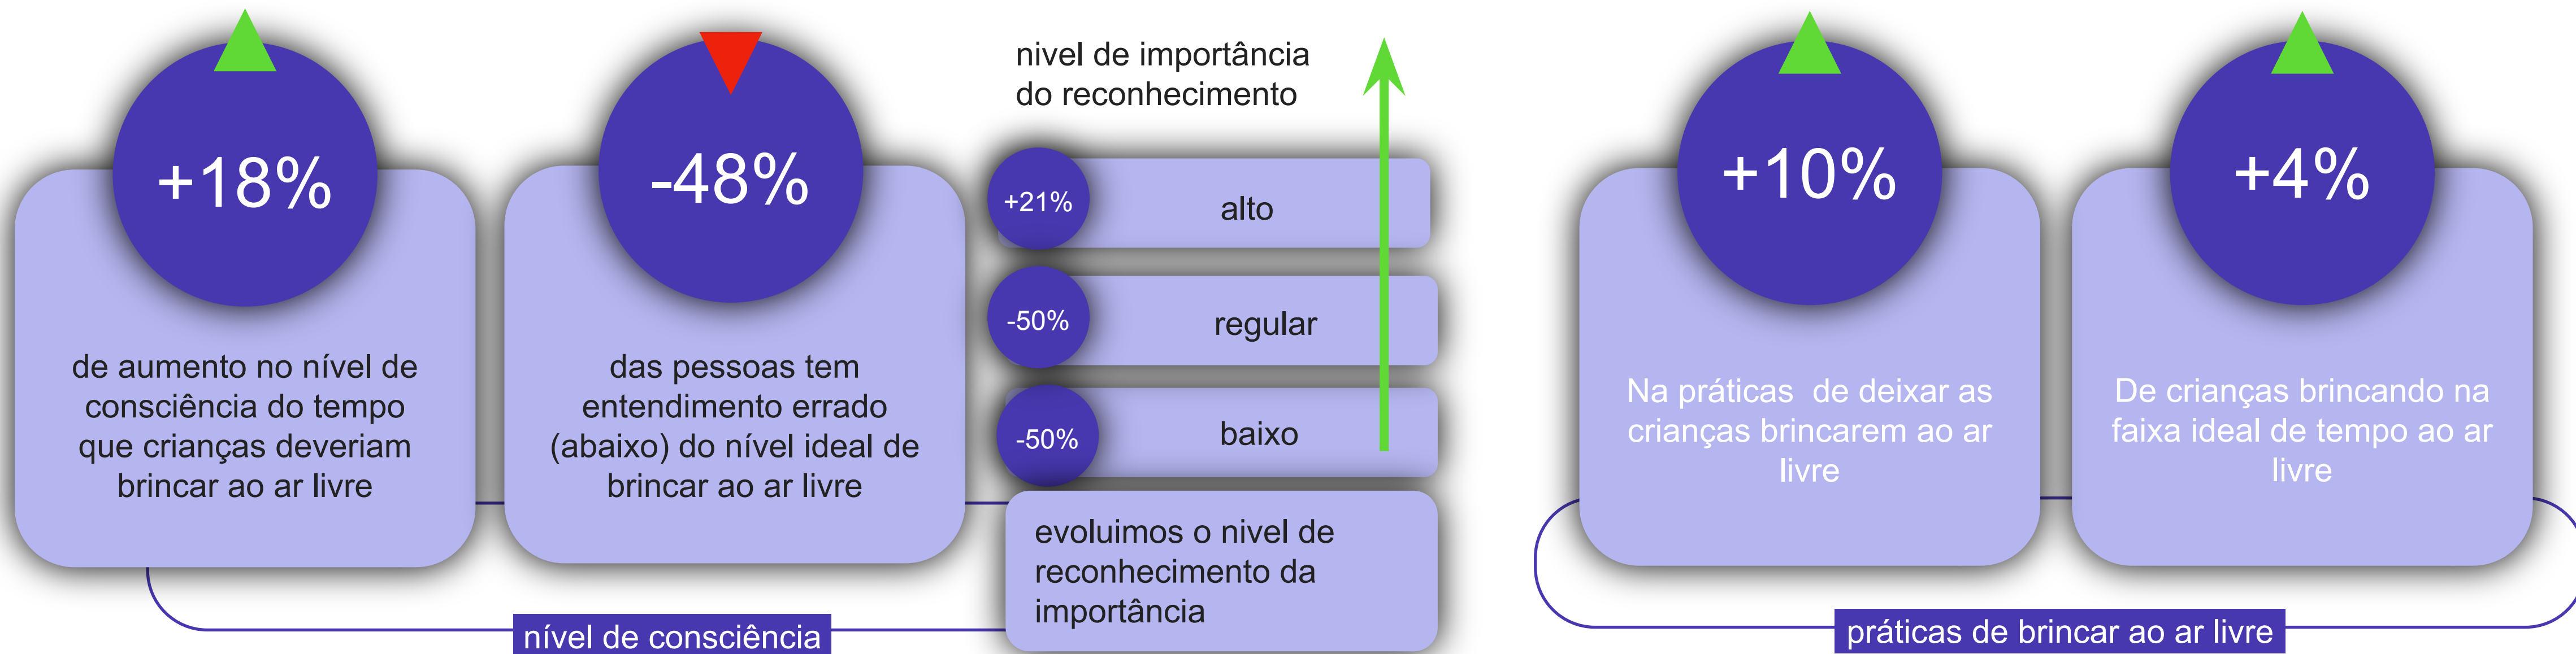 +18%
de aumento no nível de
consciência do tempo
que crianças deveriam
brincar ao ar livre
-48%
das pessoas tem
entendimento errado
(abaixo) do nível ideal de
brincar ao ar livre
nivel de importância
do reconhecimento
+21% alto
-50% regular
-50% baixo
evoluimos o nivel de
reconhecimento da
importância
nível de consciência
+10%
Na práticas de deixar as
crianças brincarem ao ar
livre
+4%
De crianças brincando na
faixa ideal de tempo ao ar
livre
práticas de brincar ao ar livre